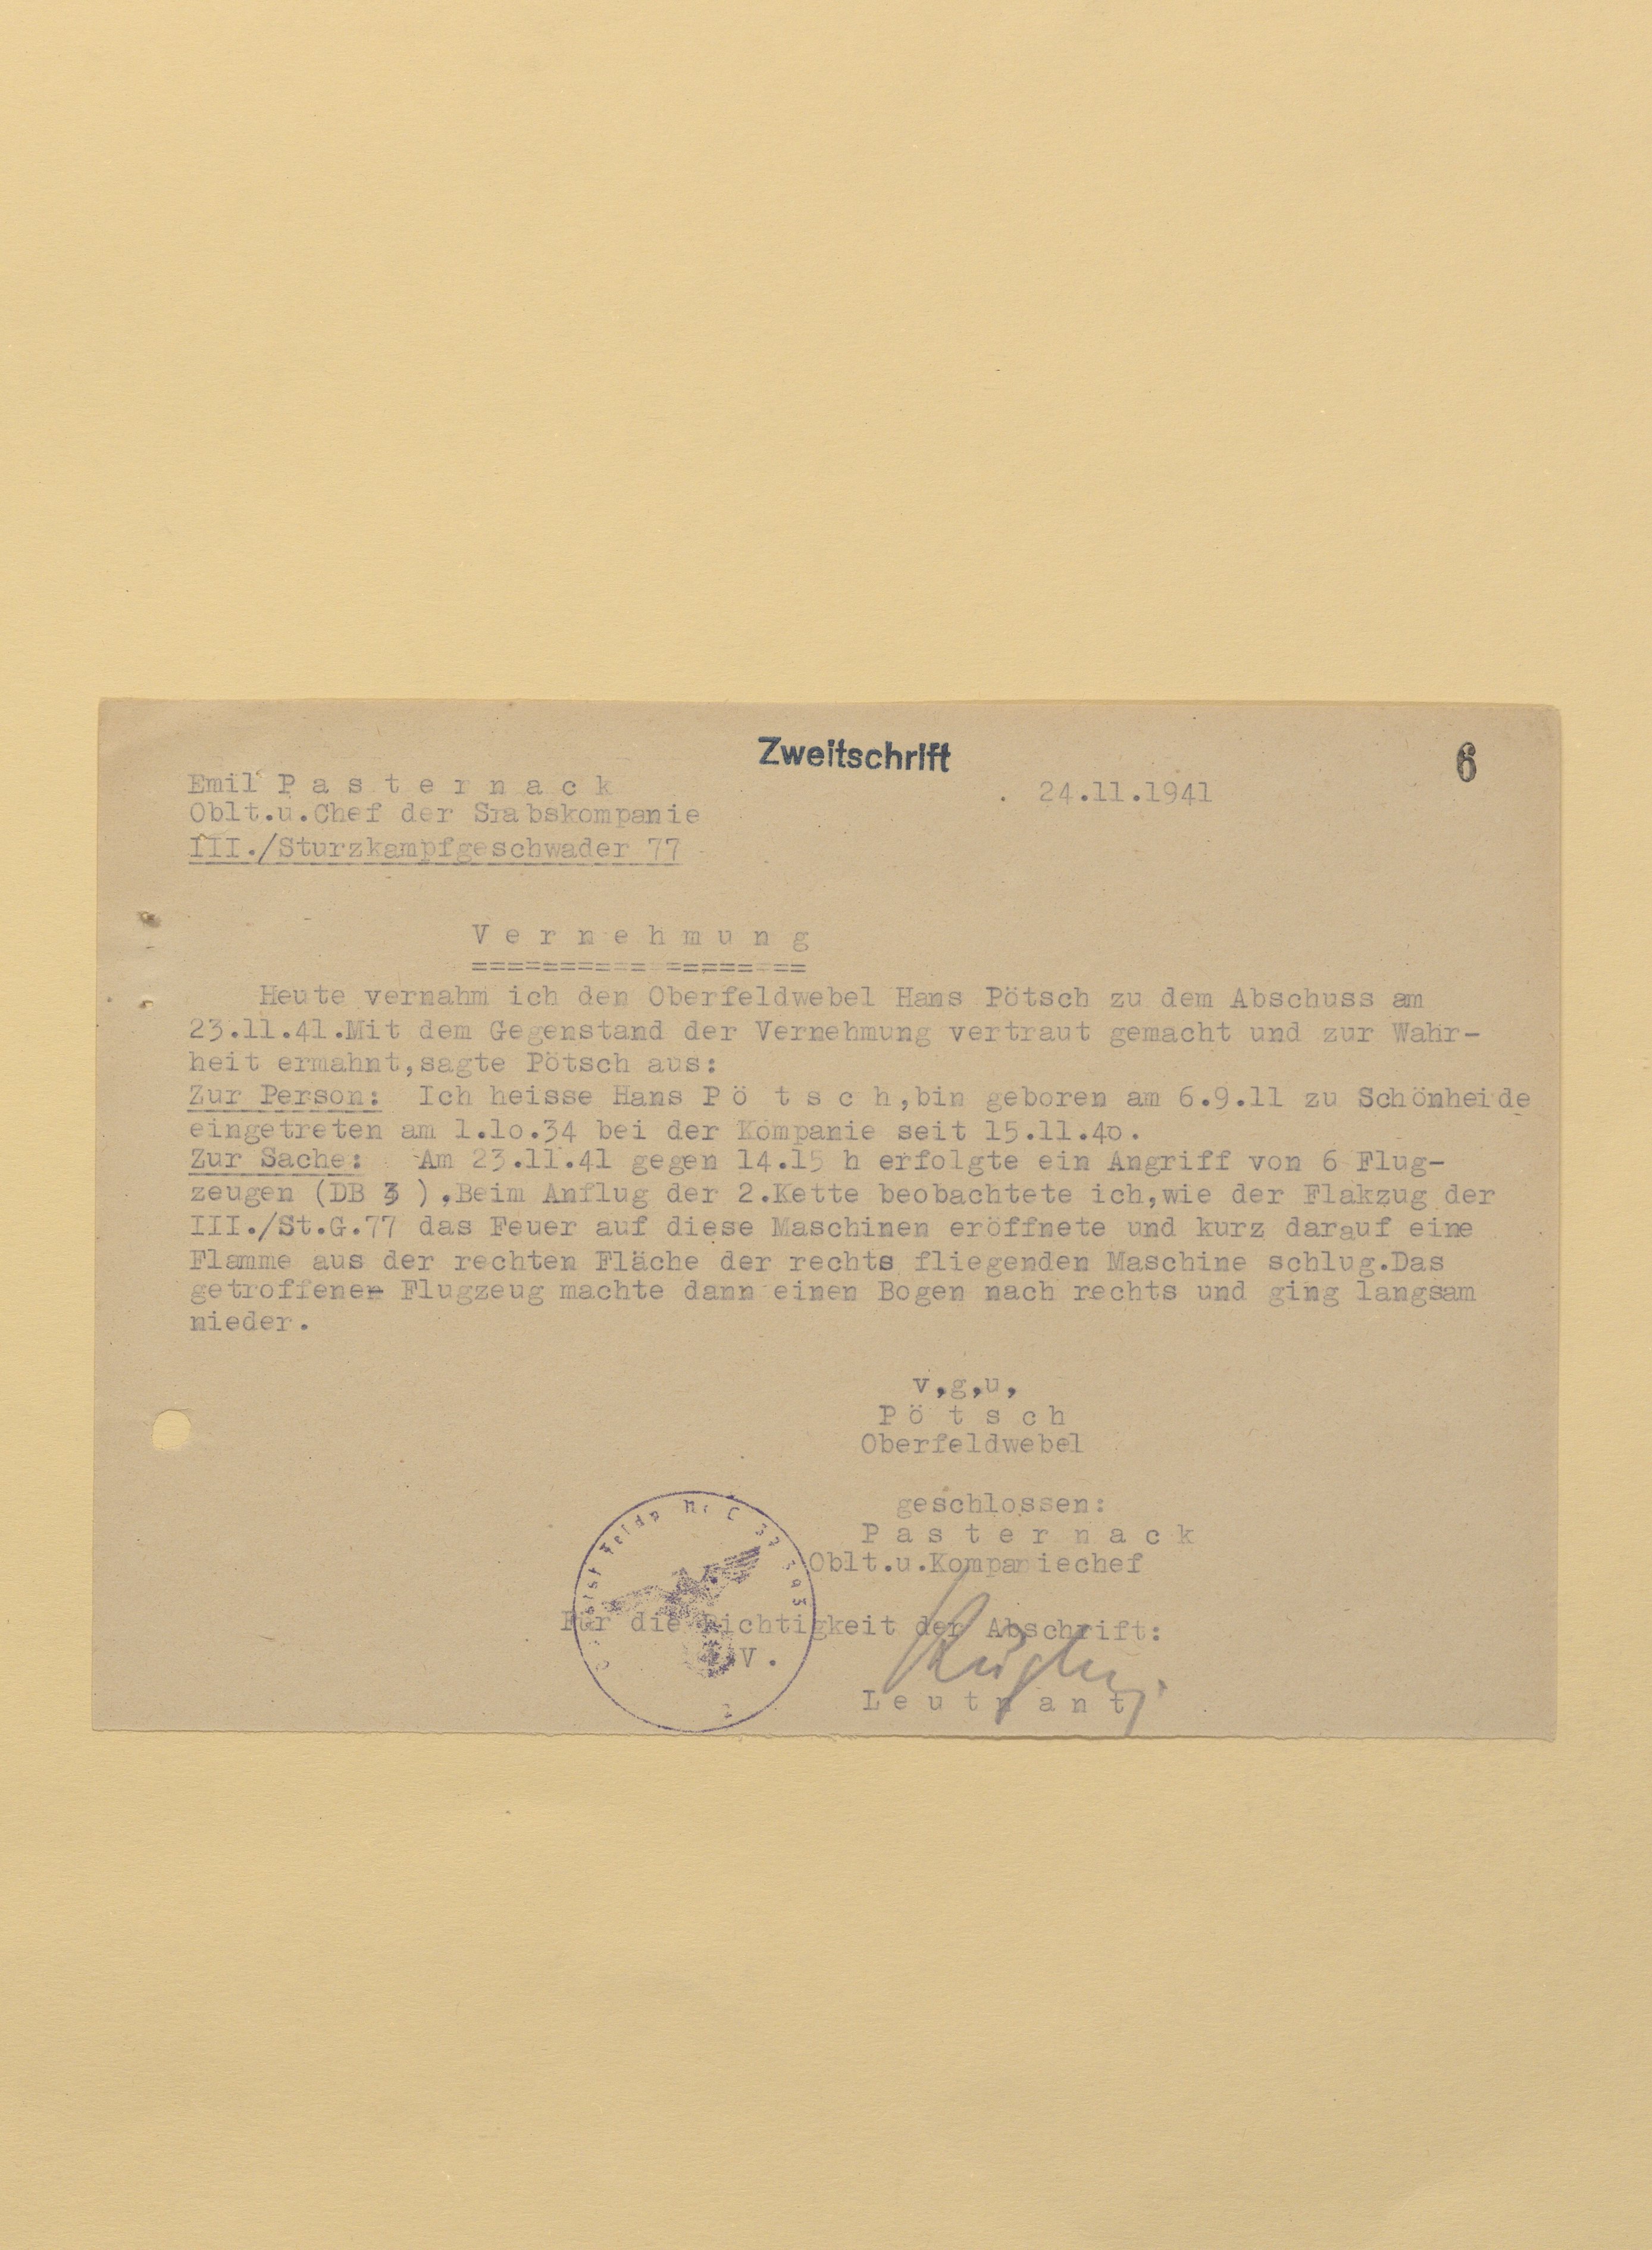 Zweitschrift
6
Emil P a s t e r n a c k
24.11.1941
Oblt.u.Chef der Srabskompanie
III./Sturzkampfgeschwader 77
V e r n e h m u n g
===================
Heute vernahm ich den Oberfeldwebel Hans Pötsch zu dem Abschuss am
23.11.41.Mit dem Gegenstand der Vernehmung vertraut gemacht und zur Wahr-
heit ermahnt,sagte Pötsch aus:
Zur Person: Ich heisse Hans P ö t s c h,bin geboren am 6.9.11 zu Schönheide
eingetreten am 1.1o.34 bei der Kompanie seit 15.11.4o.
Zur Sache: Am 23.11.41 gegen 14.15 h erfolgte ein Angriff von 6 Flug-
zeugen (DB 3 ).Beim Anflug der 2.Kette beobachtete ich,wie der Flakzug der
III./St.G.77 das Feuer auf diese Maschinen eröffnete und kurz darauf eine
Flamme aus der rechten Fläche der rechts fliegenden Maschine schlug.Das
getroffenen Flugzeug machte dann einen Bogen nach rechts und ging langsam
nieder.
v,g,u,
P ö t s c h
Oberfeldwebel
geschlossen:
P a s t e r n a c k
Oblt.u.Kompaniechef
Für die Richtigkeit der Abschrift:
I.V.
L e u t n a n t